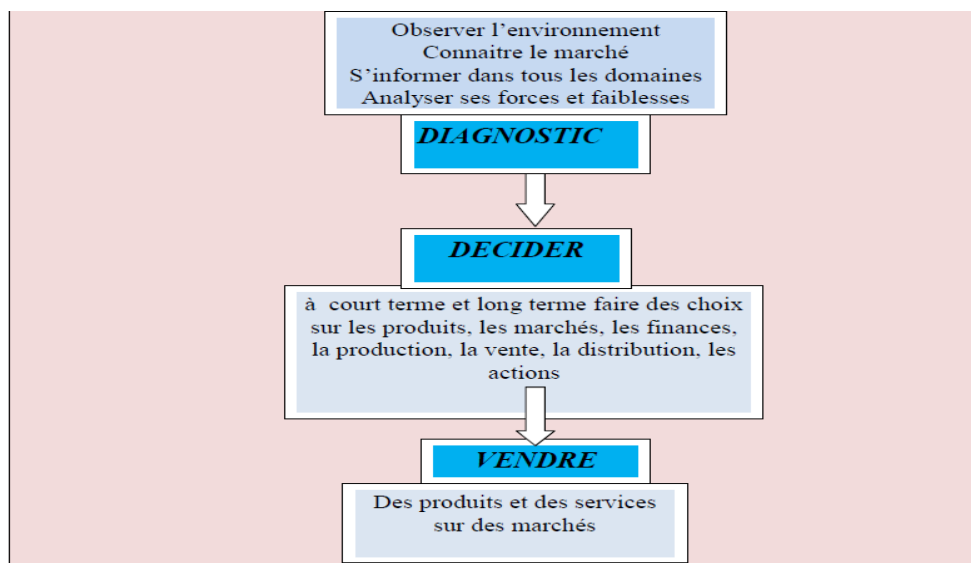 Observer l’environnement
Connaitre le marché
S’informer dans tous les domaines
Analyser ses forces et faiblesses
DIAGNOSTIC
DECIDER
à court terme et long terme faire des choix
sur les produits, les marchés, les finances,
la production, la vente, la distribution, les
actions
VENDRE
Des produits et des services
sur des marchés